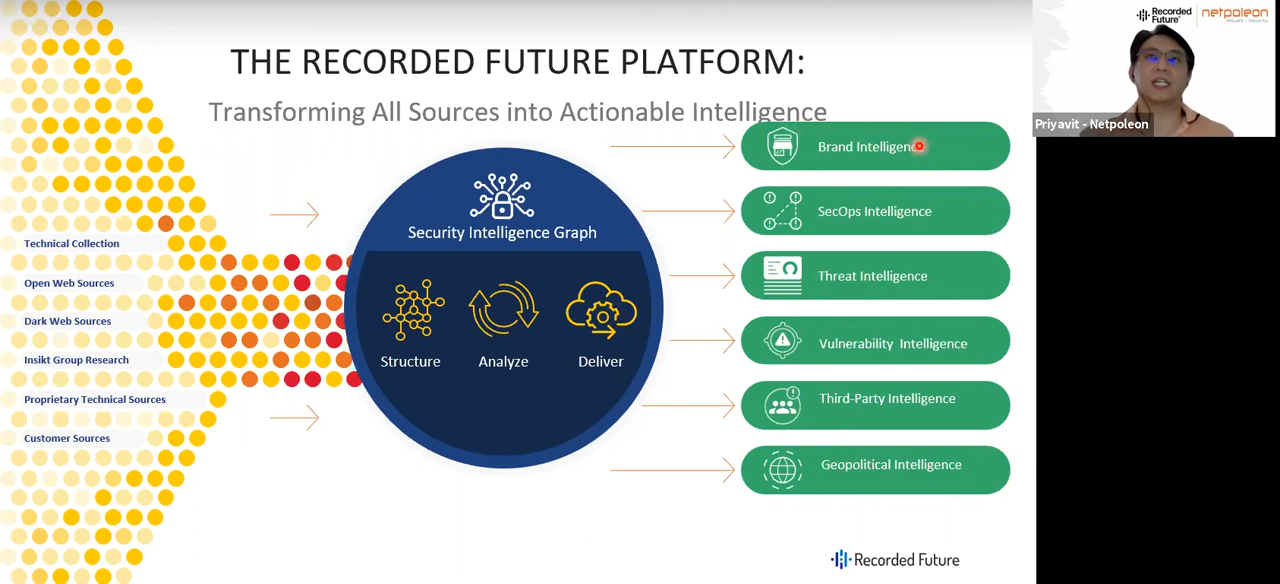 THE RECORDED FUTURE PLATFORM:
Transforming All Sources into Actionable Intelligence
Technical Collection
Open Web Sources
Dark Web Sources
Insikt Group Research
Proprietary Technical Sources
Customer Sources
Security Intelligence Graph
Structure
Analyze
Deliver
Brand Intelligenc
SecOps Intelligence
Threat Intelligence
Vulnerability Intelligence
Third-Party Intelligence
Geopolitical Intelligence
Recorded Future
Recorded
Future
netpoleon
Priyavit - Netpoleon